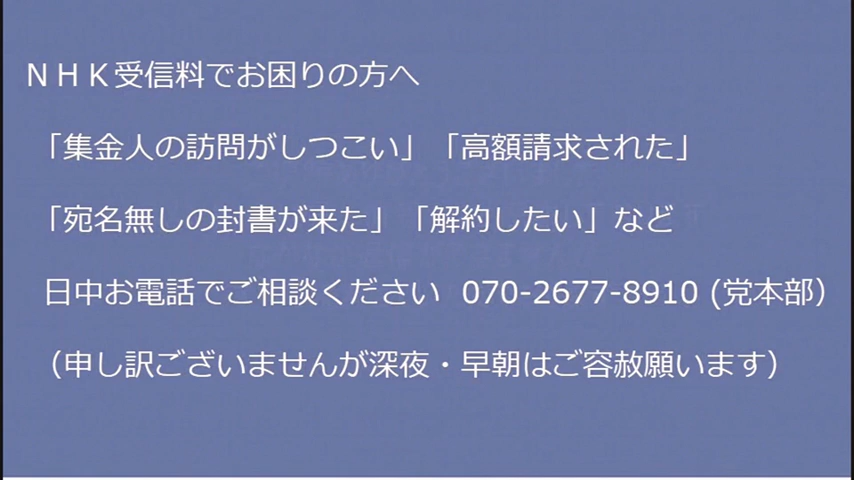 ＮＨＫ受信料でお困りの方へ
「集金人の訪問がしつこい」「高額請求された」
「宛名無しの封書が来た」「解約したい」など
日中お電話でご相談ください 070-2677-8910 (党本部）
（申し訳ございませんが深夜・早朝はご容赦願います）